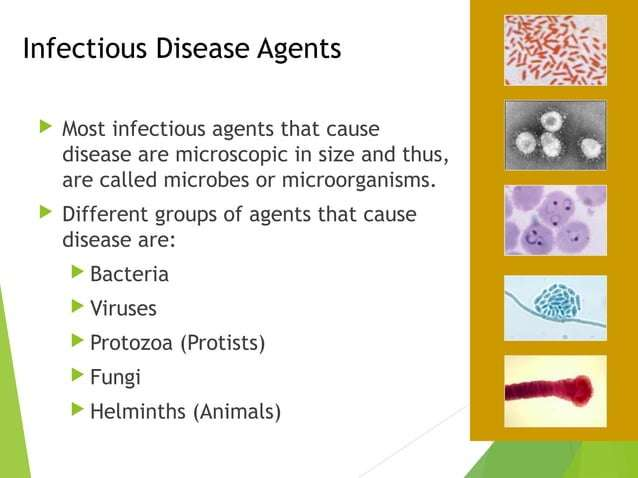 Infectious Disease Agents
Most infectious agents that cause
disease are microscopic in size and thus,
are called microbes or microorganisms.
Different groups of agents that cause
disease are:
Bacteria
Viruses
Protozoa (Protists)
Fungi
Helminths (Animals)